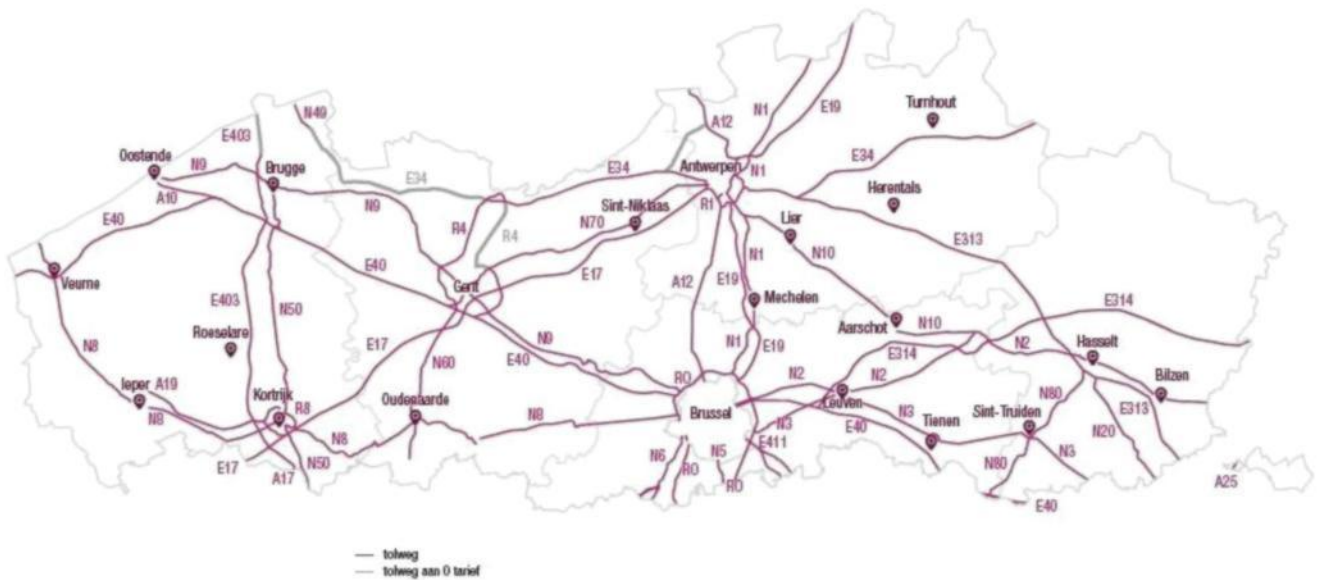 N49
E403
Oostende
N9
Brugge
A10
E40
N9
E34
R4
R4
E34
Sint-Niklaas
N70
E17
Gent
E40
Veurne
E403
N50
Roeselare
N8
Ieper
A19
N8
Kortrijk
R8
E17
N50
A17
N8
E17
N60
Oudenaarde
N9
E40
N8
A12
N1
E19
Turnhout
Antwerpen
N1
E34
Herentals
R1
Lier
N10
E313
N1
A12
E19
Mechelen
N1
E19
Aarschot
N10
E314
E314
N2
Hasselt
RO
N2
N2
Bilzen
Brussel
Leuven
N3
N3
E40
Tienen
Sint-Truiden
N80
E313
N20
N6
RO
N5
RO
E411
N80
N3
E40
A25
tolweg
tolweg aan 0 tarief